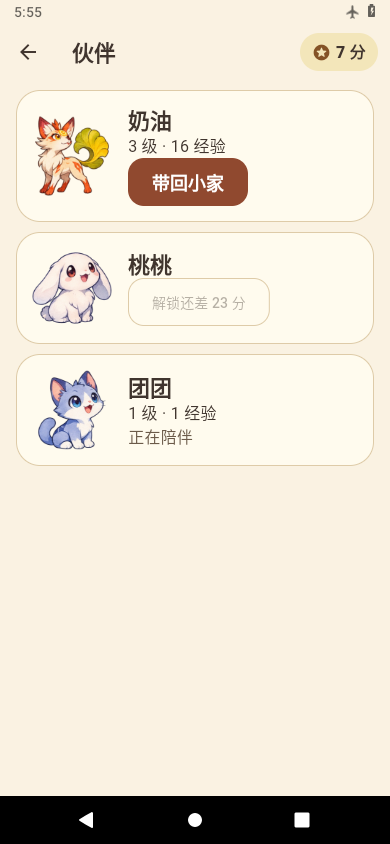 5:55
伙伴
7 分
奶油
3 级 · 16 经验
带回小家
桃桃
解锁还差 23 分
团团
1 级 · 1 经验
正在陪伴